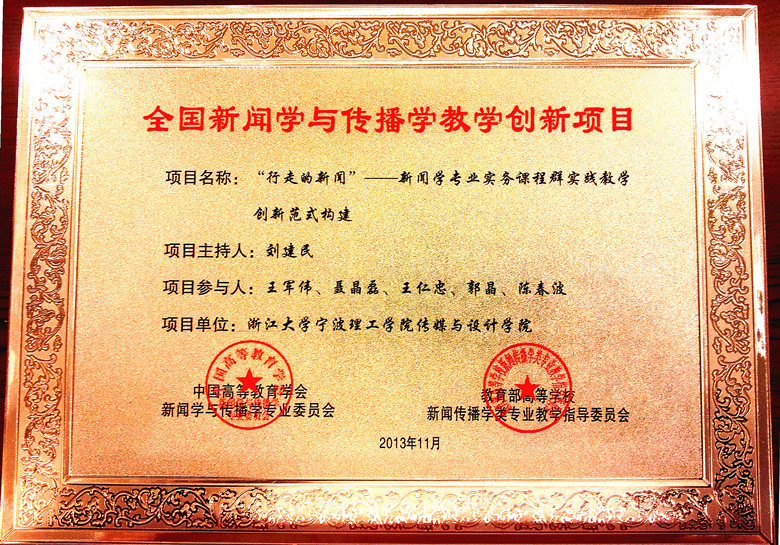 全国新闻学与传播学教学创新项目
项目名称：“行走的新闻”——新闻学专业实务课程群实践教学
创新范式构建
项目主持人：刘建民
项目参与人：王军伟、聂晶磊、王仁忠、郭晶、陈春波
项目单位：浙江大学宁波理工学院传媒与设计学院
中国高等教育学会
新闻学与传播学专业委员会
教育部高等学校
新闻传播学类专业教学指导委员会
2013年11月